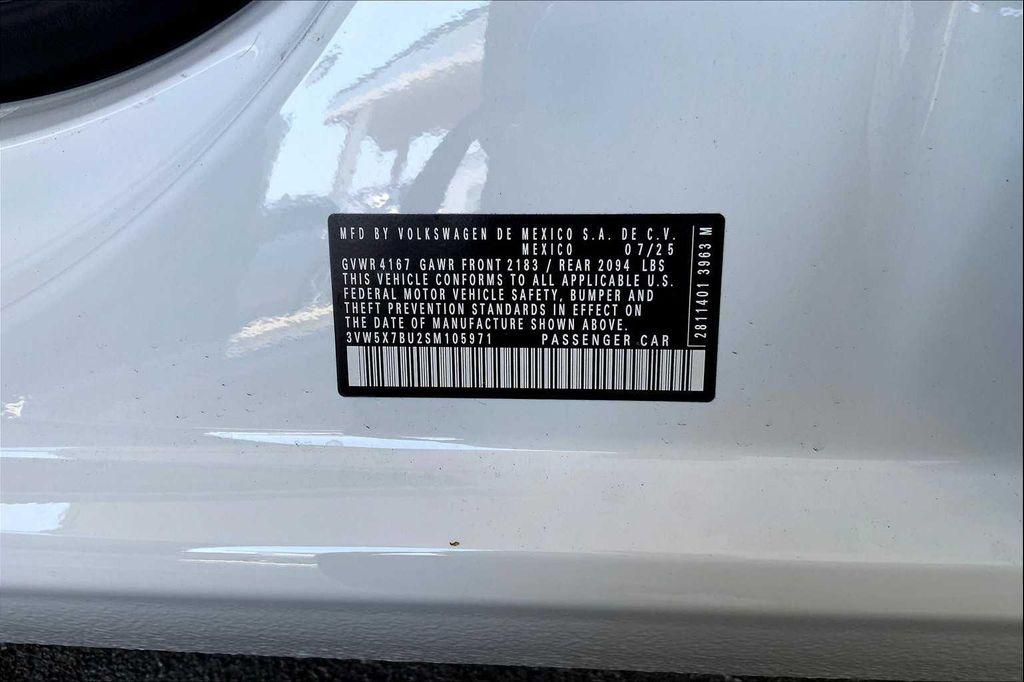 MFD BY VOLKSWAGEN DE MEXICO S.A. DE C.V.
MEXICO 07/25
GVWR 4167 GAWR FRONT 2183 / REAR 2094 LBS
THIS VEHICLE CONFORMS TO ALL APPLICABLE U.S.
FEDERAL MOTOR VEHICLE SAFETY, BUMPER AND
THEFT PREVENTION STANDARDS IN EFFECT ON
THE DATE OF MANUFACTURE SHOWN ABOVE.
3VW5X7BU2SM105971 PASSENGER CAR
2811401 3963 M